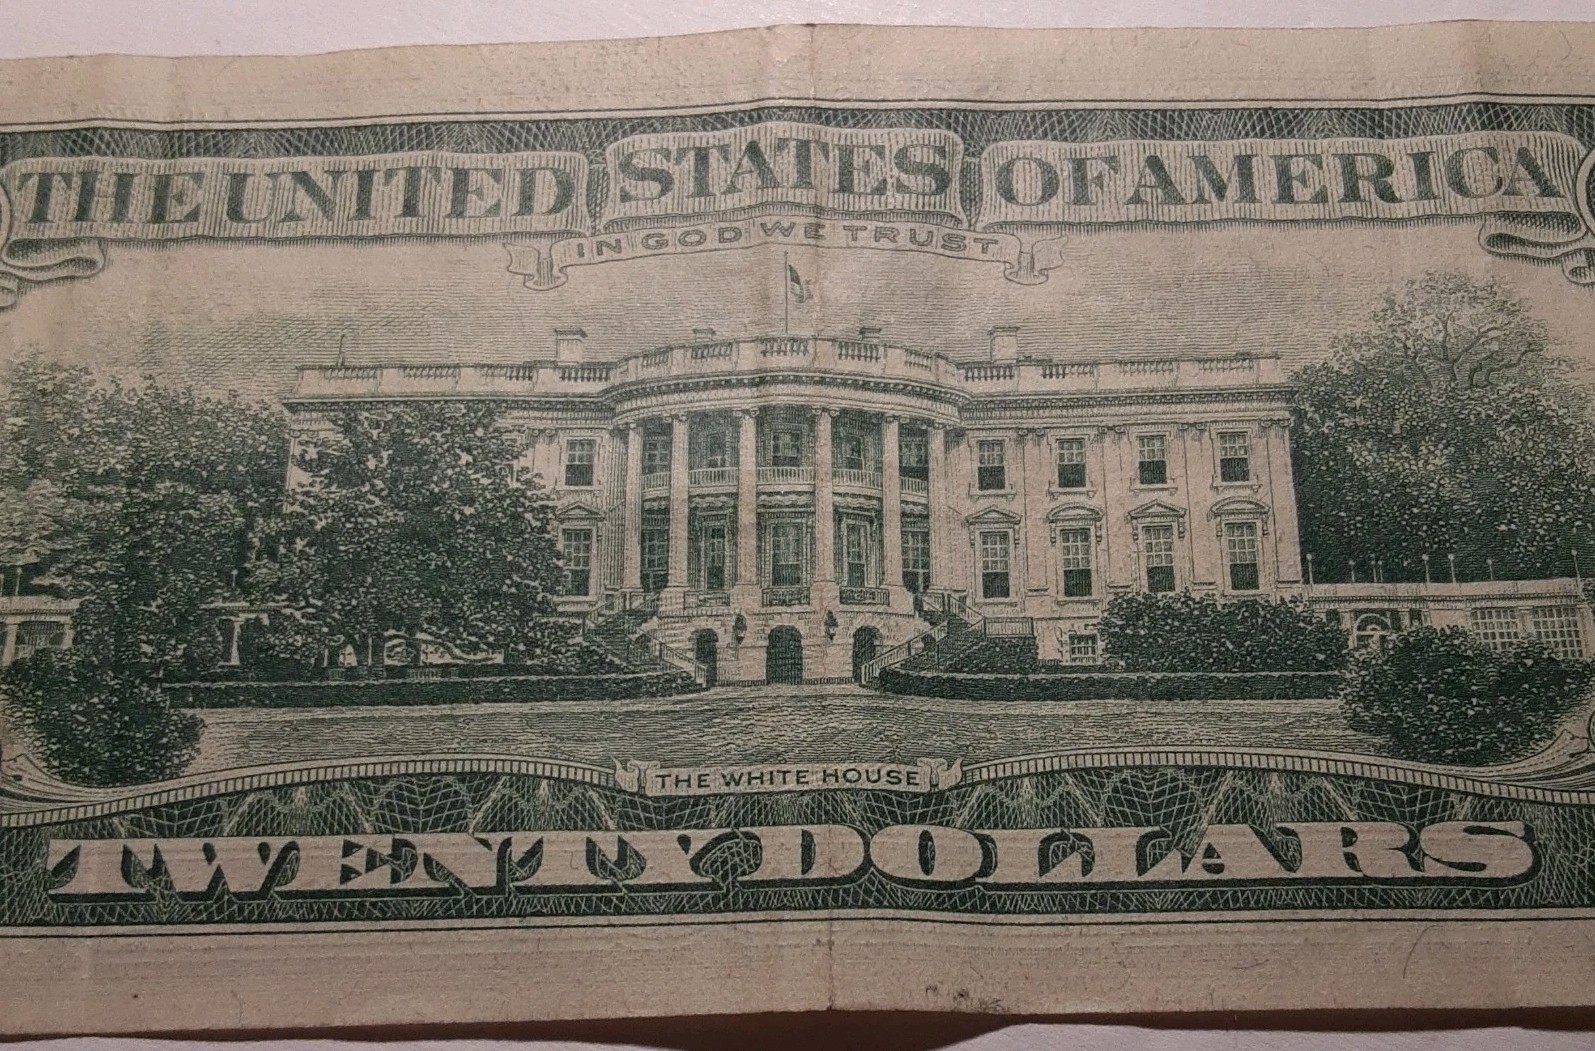 THE UNITED STATES OF AMERICA
IN GOD WE TRUST
THE WHITE HOUSE
TWENTY DOLLARS